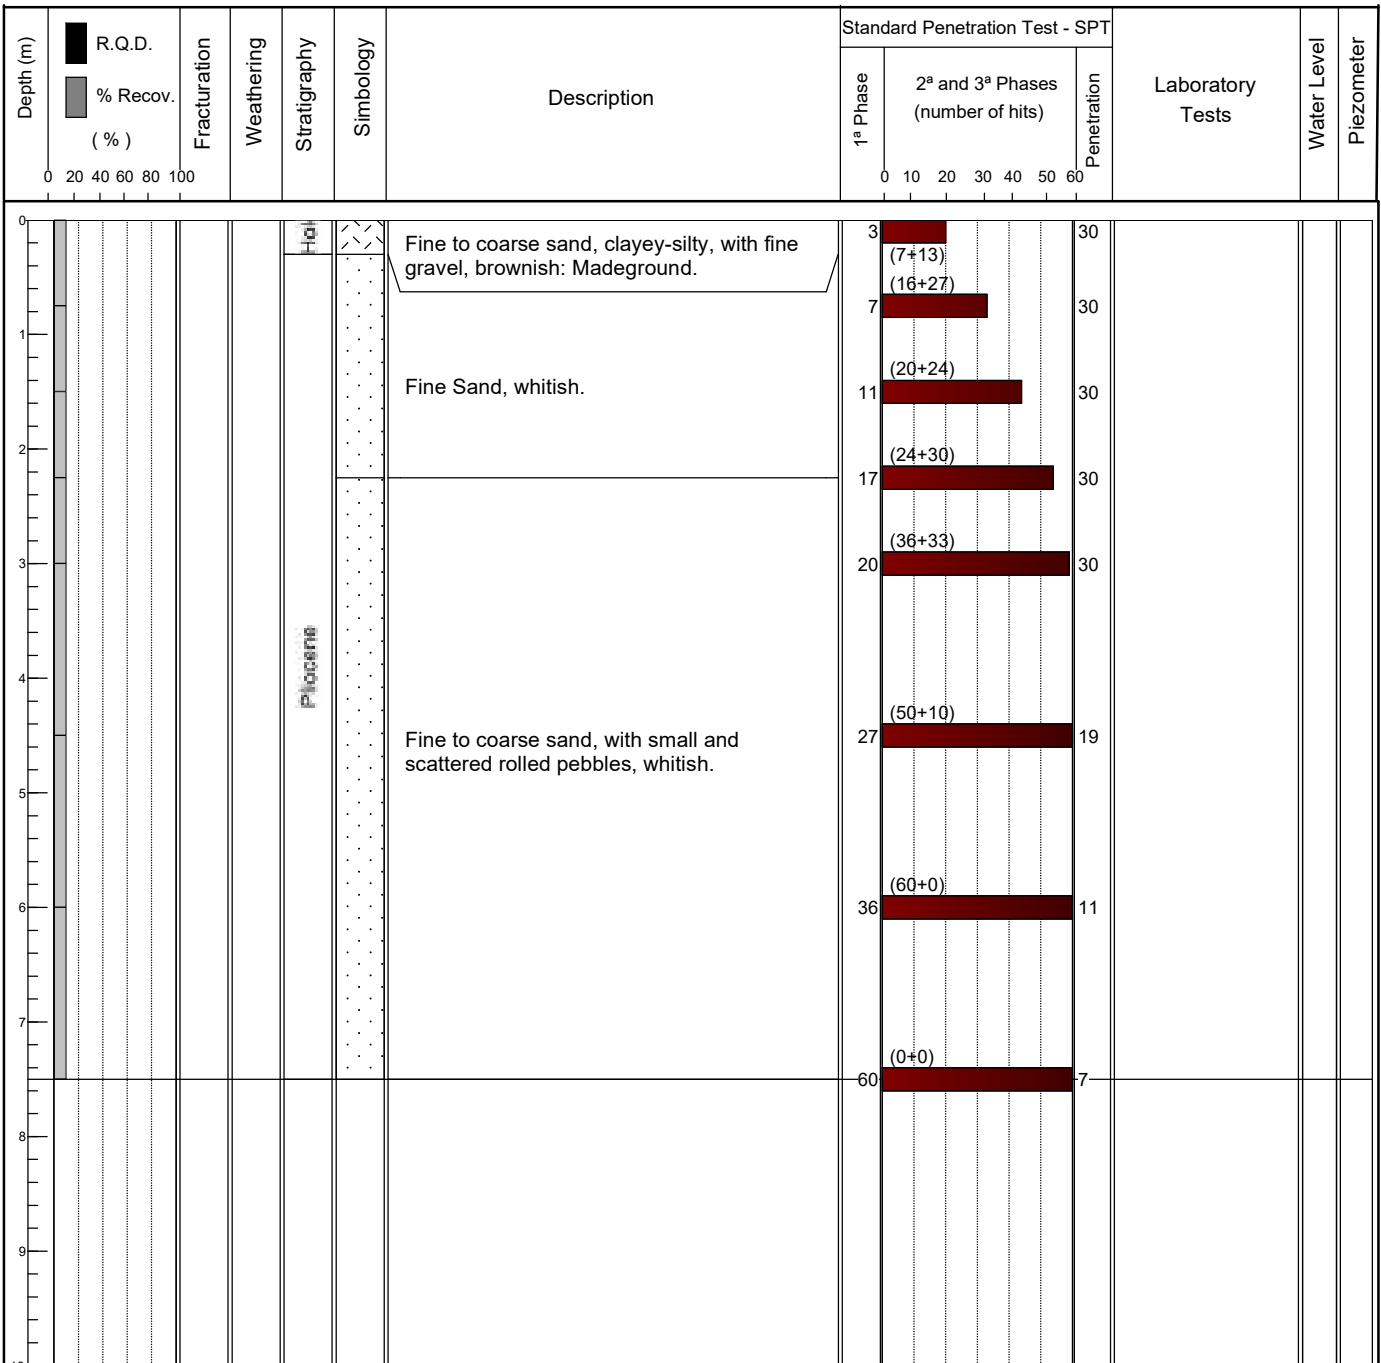 Depth (m)
R.Q.D.
% Recov.
( % )
0 20 40 60 80 100
Fracturation
Weathering
Stratigraphy
Simbology
Description
Standard Penetration Test - SPT
1ª Phase
2ª and 3ª Phases
(number of hits)
0 10 20 30 40 50 60
Penetration
Laboratory
Tests
Water Level
Piezometer
0
Hol
Fine to coarse sand, clayey-silty, with fine
gravel, brownish: Madeground.
3
(7+13)
30
(16+27)
7
30
1
Fine Sand, whitish.
(20+24)
11
30
2
(24+30)
17
30
(36+33)
3
20
30
Pliocene
4
Fine to coarse sand, with small and
scattered rolled pebbles, whitish.
(50+10)
27
19
5
(60+0)
6
36
11
7
(0+0)
60
7
8
9